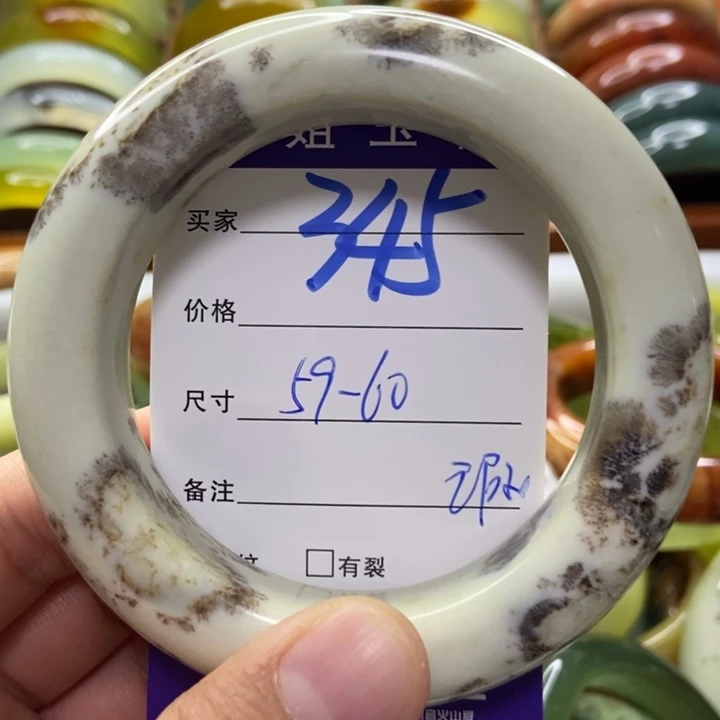 姐 玉
买家 345
价格
尺寸 59-60
备注
□有裂